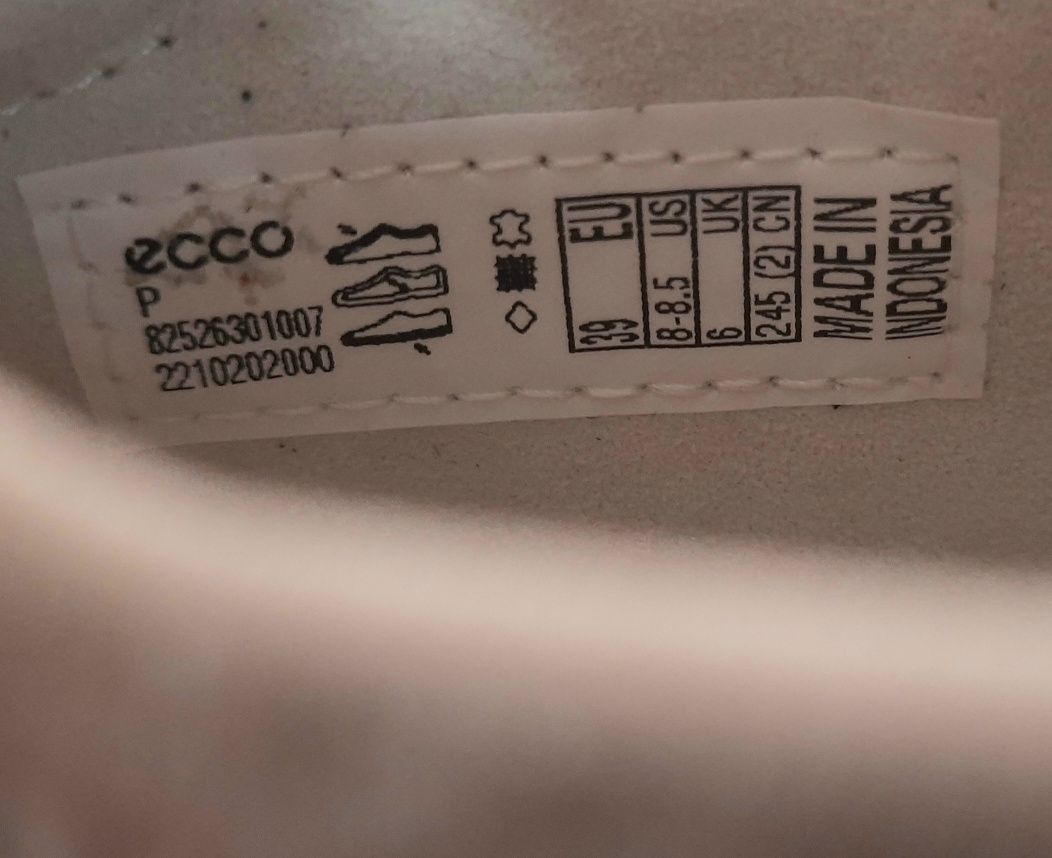 ecco
P
82526301007
2210202000
EU 39
US 8-8.5
UK 6
CN 245 (2)
MADE IN
INDONESIA